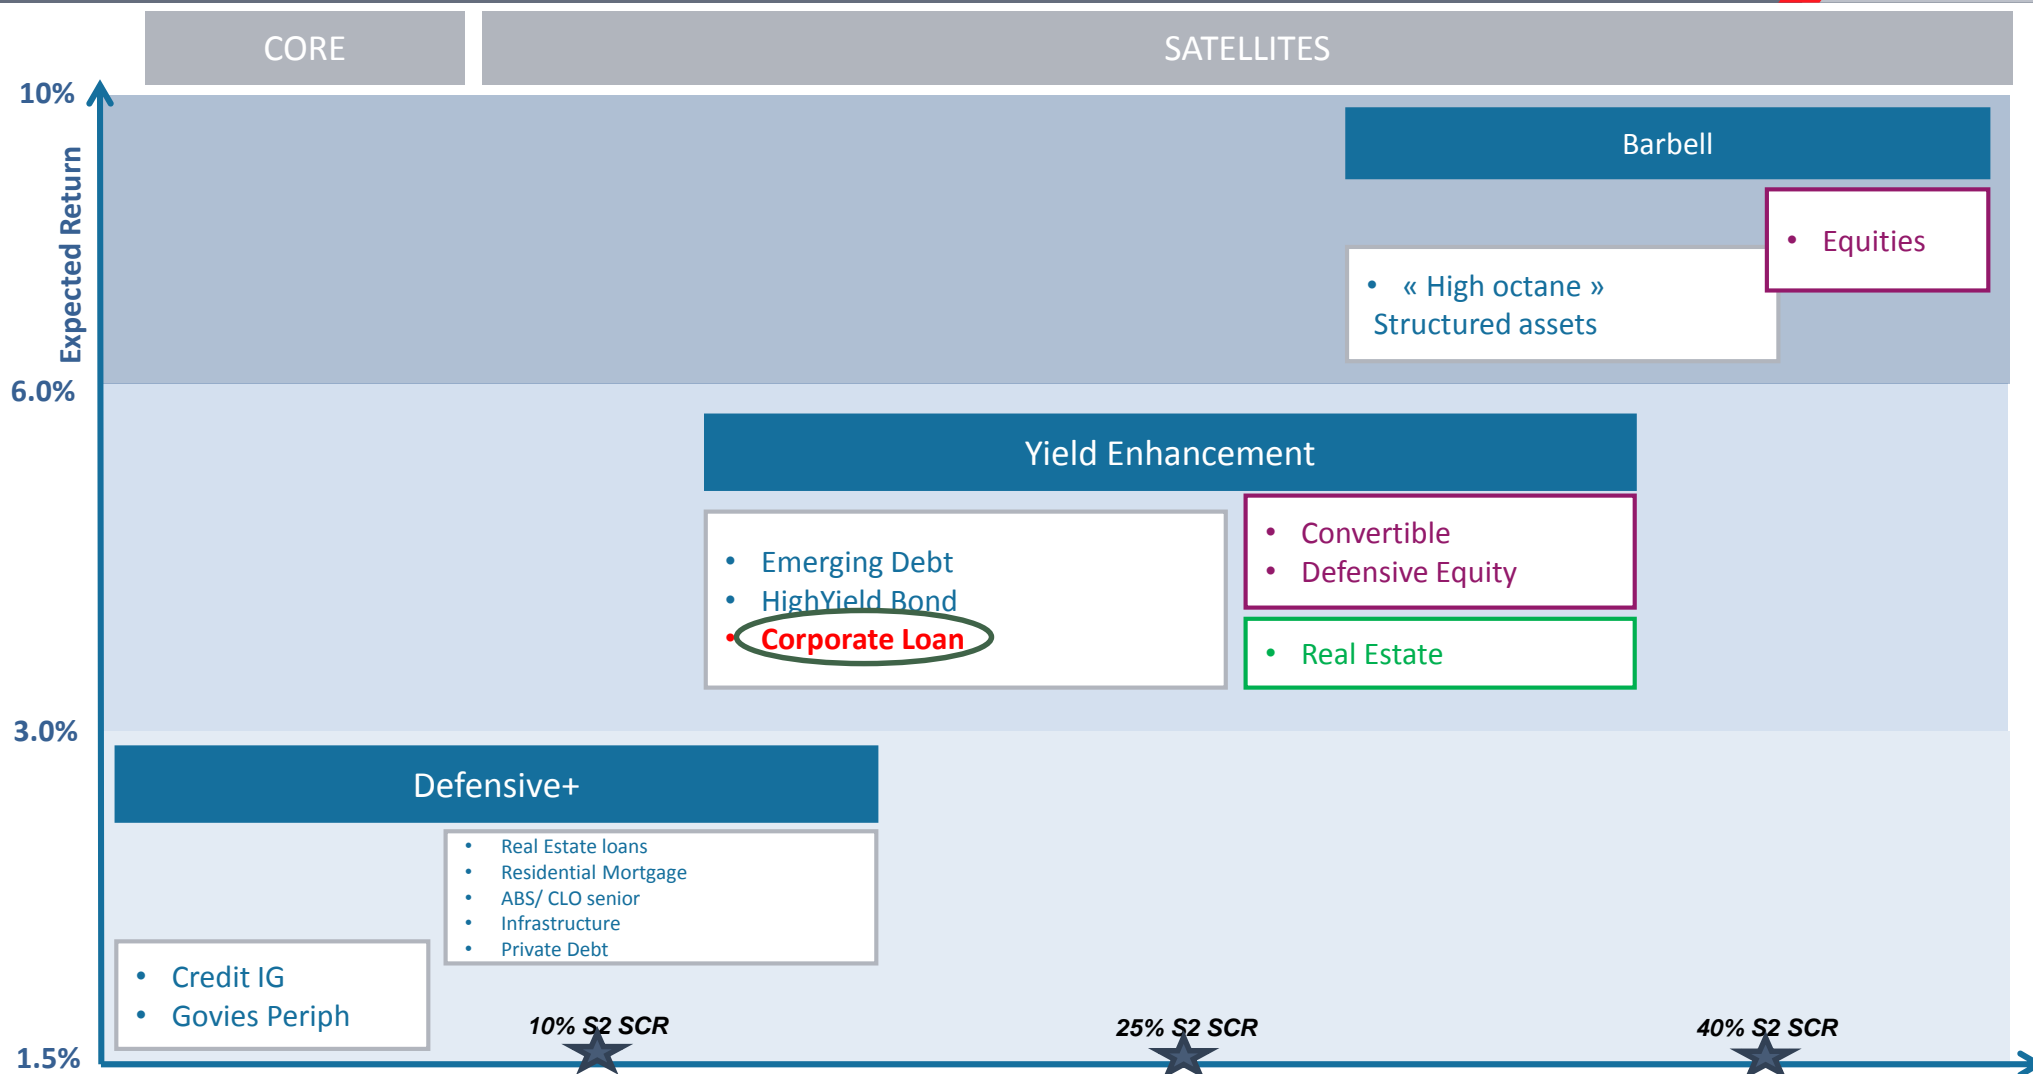 CORE
SATELLITES
10%
Expected Return
Barbell
• Equities
• « High octane »
Structured assets
6.0%
Yield Enhancement
• Emerging Debt
• HighYield Bond
• Corporate Loan
• Convertible
• Defensive Equity
• Real Estate
3.0%
Defensive+
• Real Estate loans
• Residential Mortgage
• ABS/ CLO senior
• Infrastructure
• Private Debt
• Credit IG
• Govies Periph
10% S2 SCR
25% S2 SCR
40% S2 SCR
1.5%